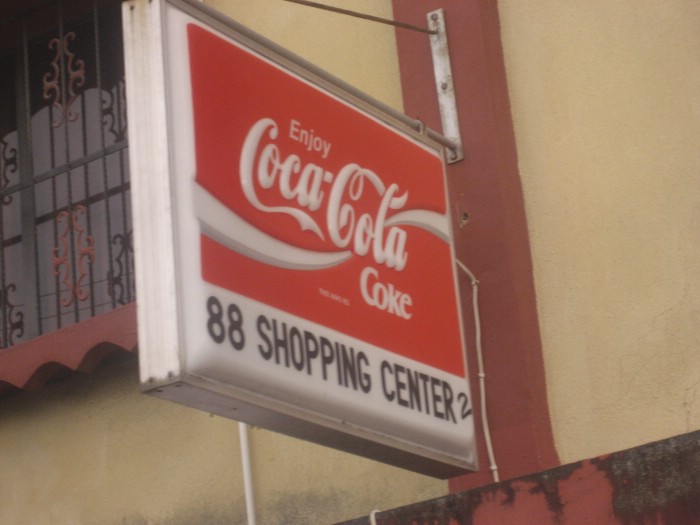 Enjoy
Coca-Cola
Coke
88 SHOPPING CENTER 2